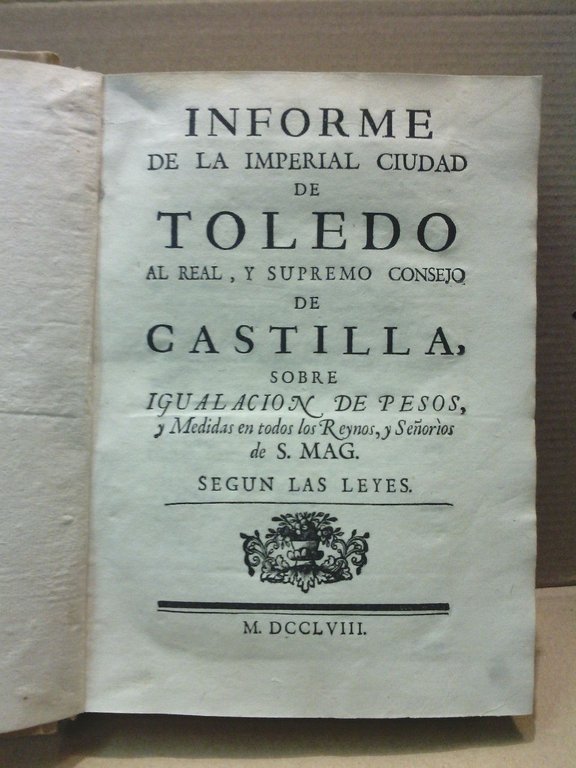 INFORME
DE LA IMPERIAL CIUDAD
DE
TOLEDO
AL REAL, Y SUPREMO CONSEJO
DE
CASTILLA,
SOBRE
IGUALACION DE PESOS,
y Medidas en todos los Reynos, y Señorìos
de S. MAG.
SEGUN LAS LEYES.
M. DCCLVIII.